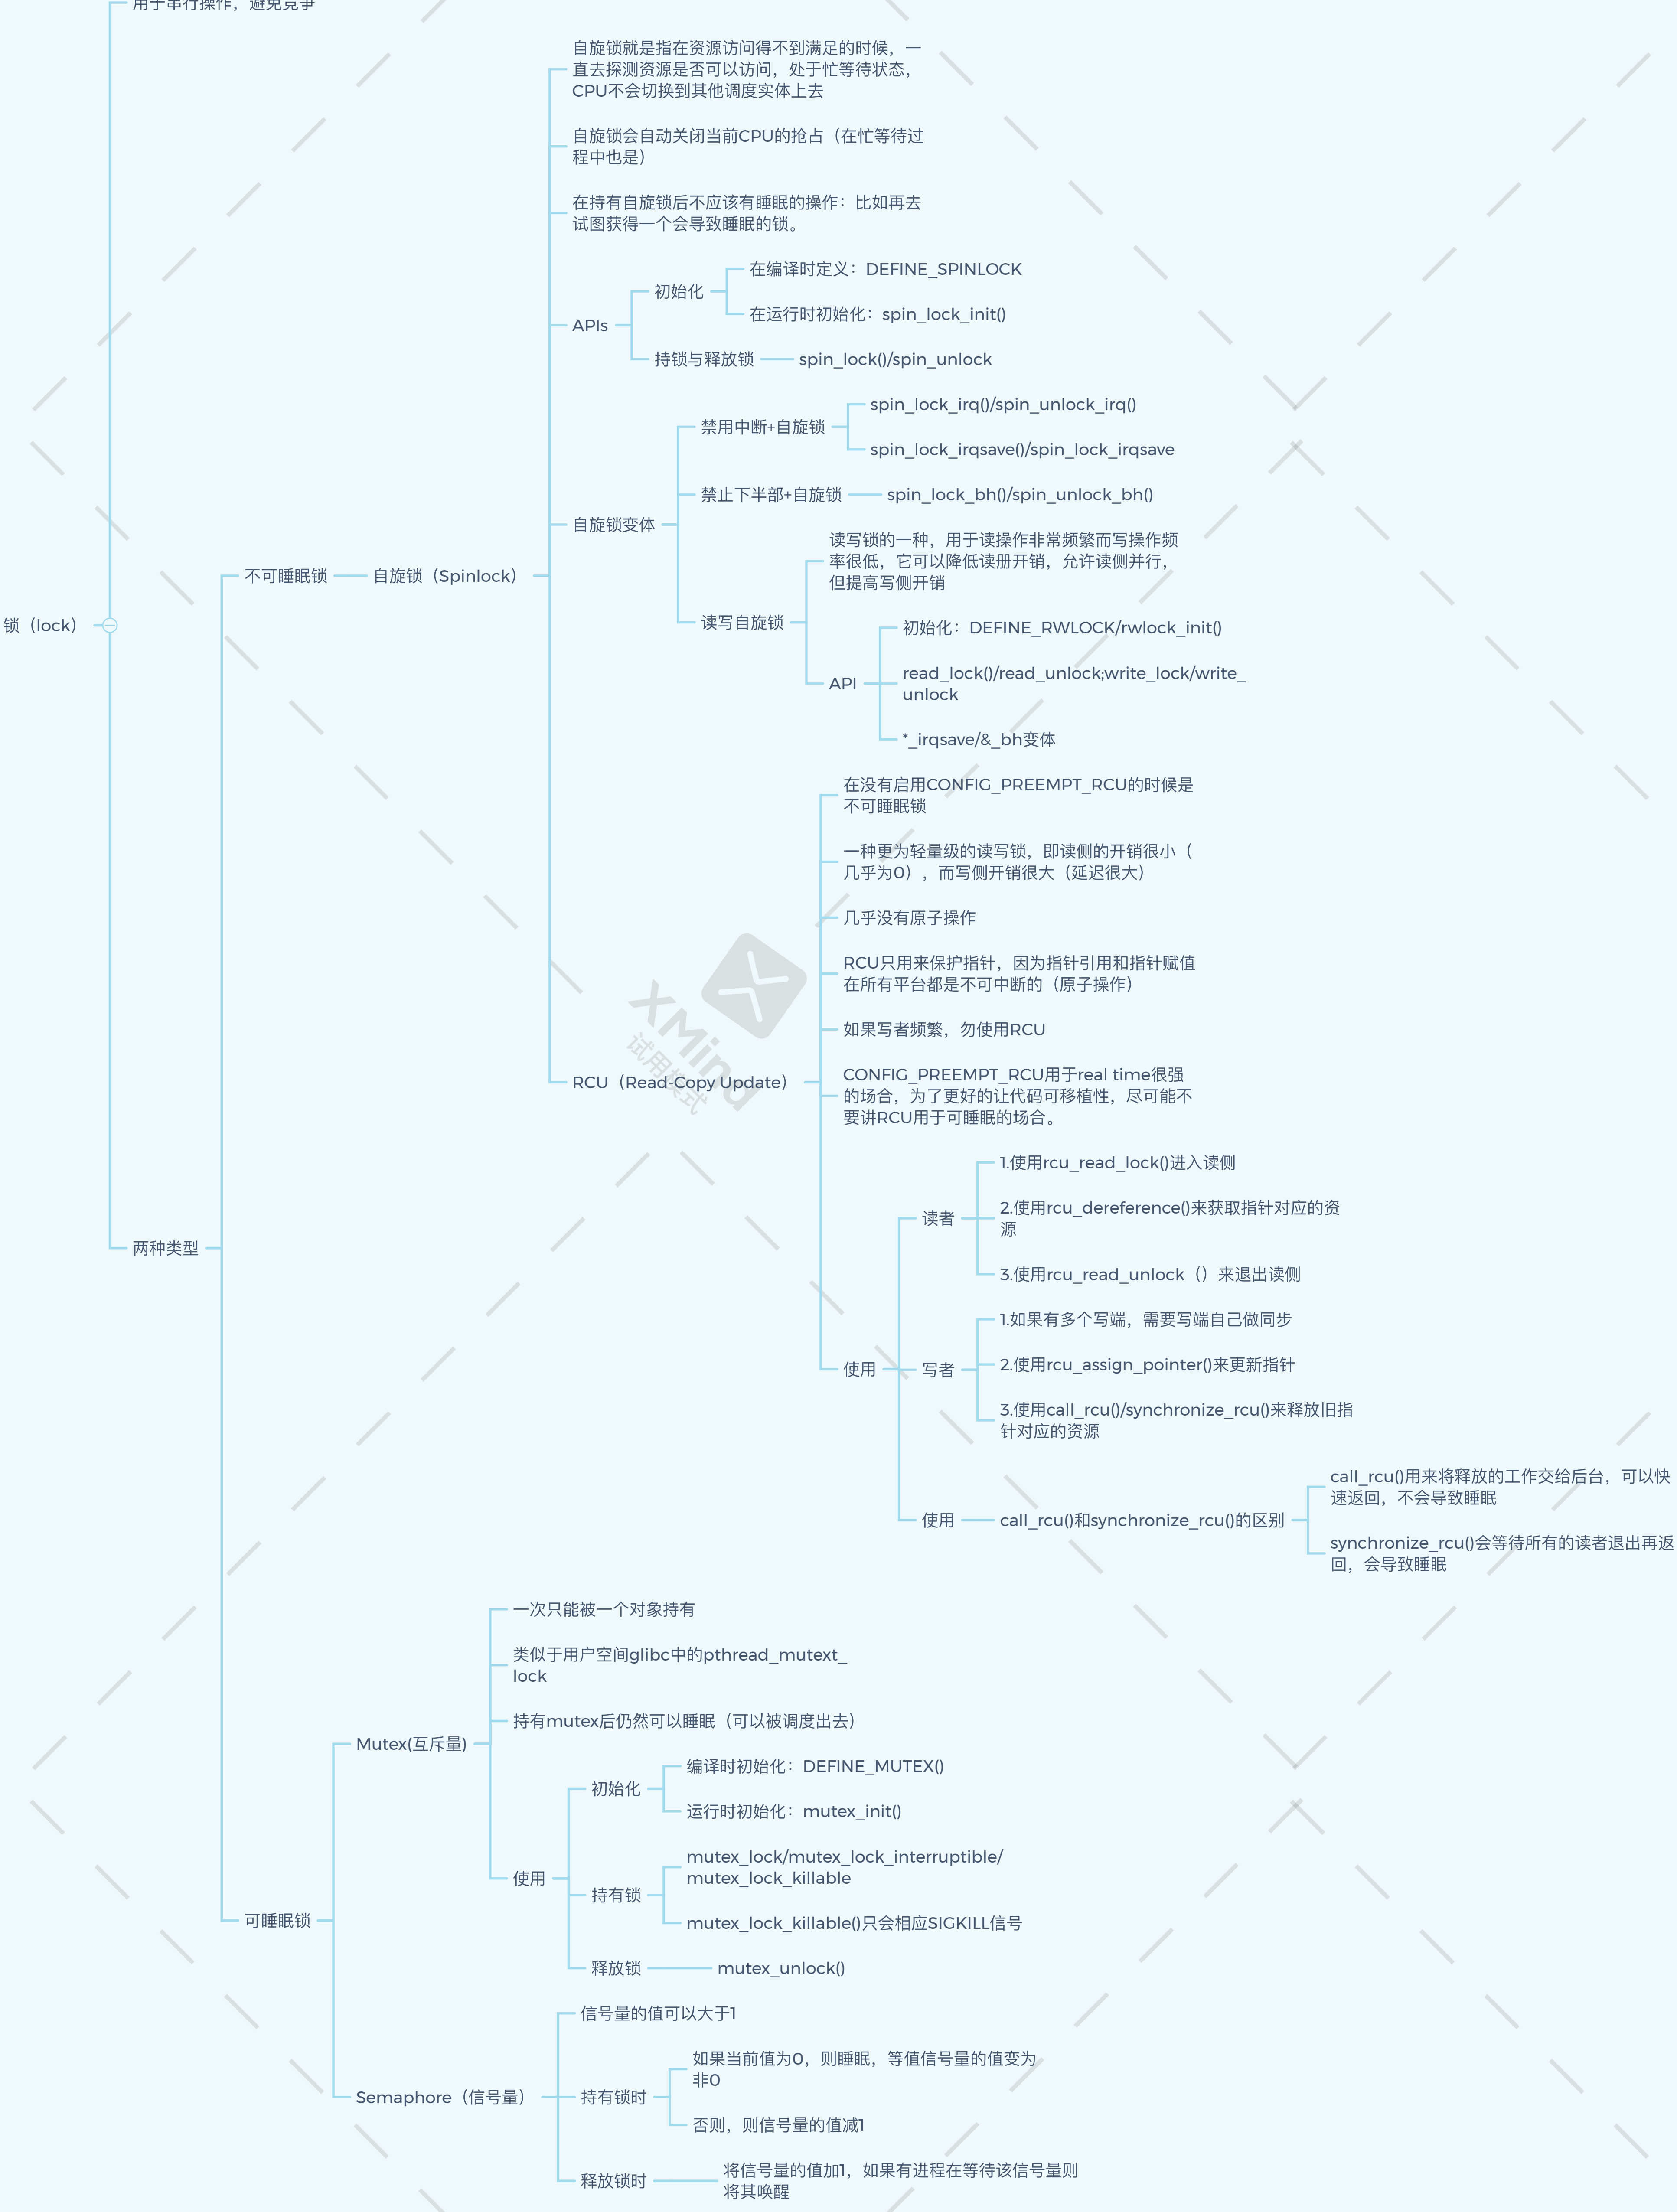 用于串行操作，避免竞争
自旋锁就是指在资源访问得不到满足的时候，一
直去探测资源是否可以访问，处于忙等待状态，
CPU不会切换到其他调度实体上去
自旋锁会自动关闭当前CPU的抢占（在忙等待过
程中也是）
在持有自旋锁后不应该有睡眠的操作：比如再去
试图获得一个会导致睡眠的锁。
在编译时定义：DEFINE_SPINLOCK
初始化
在运行时初始化：spin_lock_init()
APIs
持锁与释放锁
spin_lock()/spin_unlock
spin_lock_irq()/spin_unlock_irq()
禁用中断+自旋锁
spin_lock_irqsave()/spin_lock_irqsave
禁止下半部+自旋锁
spin_lock_bh()/spin_unlock_bh()
自旋锁变体
读写锁的一种，用于读操作非常频繁而写操作频
率很低，它可以降低读册开销，允许读侧并行，
但提高写侧开销
不可睡眠锁
自旋锁（Spinlock）
读写自旋锁
锁（lock）
初始化：DEFINE_RWLOCK/rwlock_init()
read_lock()/read_unlock;write_lock/write_
unlock
API
*_irqsave/&_bh变体
在没有启用CONFIG_PREEMPT_RCU的时候是
不可睡眠锁
一种更为轻量级的读写锁，即读侧的开销很小（
几乎为0），而写侧开销很大（延迟很大）
几乎没有原子操作
RCU只用来保护指针，因为指针引用和指针赋值
在所有平台都是不可中断的（原子操作）
如果写者频繁，勿使用RCU
XMind
试用模式
RCU（Read-Copy Update）
CONFIG_PREEMPT_RCU用于real time很强
的场合，为了更好的让代码可移植性，尽可能不
要讲RCU用于可睡眠的场合。
1.使用rcu_read_lock()进入读侧
2.使用rcu_dereference()来获取指针对应的资
源
读者
3.使用rcu_read_unlock（）来退出读侧
两种类型
1.如果有多个写端，需要写端自己做同步
使用
写者
2.使用rcu_assign_pointer()来更新指针
3.使用call_rcu()/synchronize_rcu()来释放旧指
针对应的资源
call_rcu()用来将释放的工作交给后台，可以快
速返回，不会导致睡眠
使用
call_rcu()和synchronize_rcu()的区别
synchronize_rcu()会等待所有的读者退出再返
回，会导致睡眠
一次只能被一个对象持有
类似于用户空间glibc中的pthread_mutext_
lock
持有mutex后仍然可以睡眠（可以被调度出去）
Mutex(互斥量)
编译时初始化：DEFINE_MUTEX()
初始化
运行时初始化：mutex_init()
使用
mutex_lock/mutex_lock_interruptible/
mutex_lock_killable
持有锁
mutex_lock_killable()只会相应SIGKILL信号
可睡眠锁
释放锁
mutex_unlock()
信号量的值可以大于1
如果当前值为0，则睡眠，等值信号量的值变为
非0
Semaphore（信号量）
持有锁时
否则，则信号量的值减1
释放锁时
将信号量的值加1，如果有进程在等待该信号量则
将其唤醒